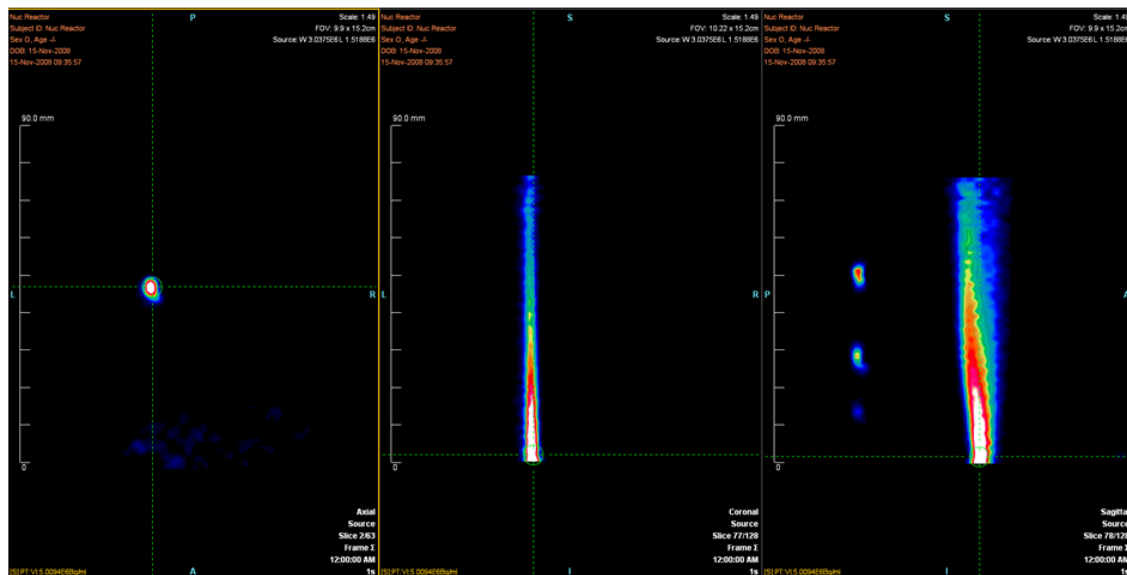 P
Nuc Reactor
Subject ID: Nuc Reactor
Sex O, Age -/-
DOB: 15-Nov-2008
15-Nov-2008 09:35:57
Scale: 1.49
FOV: 9.9 x 15.2cm
Source: W 3.0375E6 L 1.5188E6
90.0 mm
L
R
0
Axial
Source
Slice 2/63
Frame Σ
12:00:00 AM
1s
A
S
Nuc Reactor
Subject ID: Nuc Reactor
Sex O, Age -/-
DOB: 15-Nov-2008
15-Nov-2008 09:35:57
Scale: 1.49
FOV: 10.22 x 15.2cm
Source: W 3.0375E6 L 1.5188E6
90.0 mm
L
R
0
Coronal
Source
Slice 77/128
Frame Σ
12:00:00 AM
1s
I
S
Nuc Reactor
Subject ID: Nuc Reactor
Sex O, Age -/-
DOB: 15-Nov-2008
15-Nov-2008 09:35:57
Scale: 1.49
FOV: 9.9 x 15.2cm
Source: W 3.0375E6 L 1.5188E6
90.0 mm
P
A
0
Sagitta
Source
Slice 78/128
Frame Σ
12:00:00 AM
1s
I